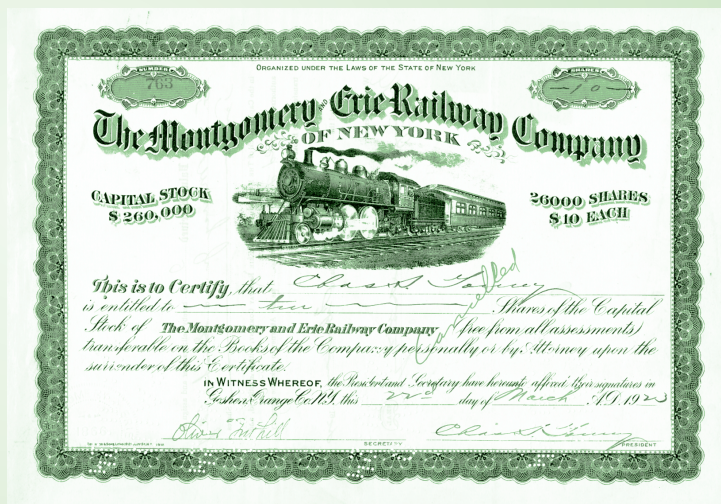 ORGANIZED UNDER THE LAWS OF THE STATE OF NEW YORK
NUMBER
763
SHARES
—10—
The Montgomery AND Erie Railway Company
OF NEW YORK
CAPITAL STOCK
$260,000
26000 SHARES
$10 EACH
This is to Certify, that Chas
is entitled to ten Shares of the Capital
Stock of The Montgomery and Erie Railway Company (free from all assessments)
transferable on the Books of the Company personally or by Attorney upon the
surrender of this Certificate.
Cancelled
IN WITNESS WHEREOF, the President and Secretary have hereunto affixed their signatures in
Goshen, Orange Co. N.Y. this 22 day of March A.D. 192
SECRETARY
PRESIDENT